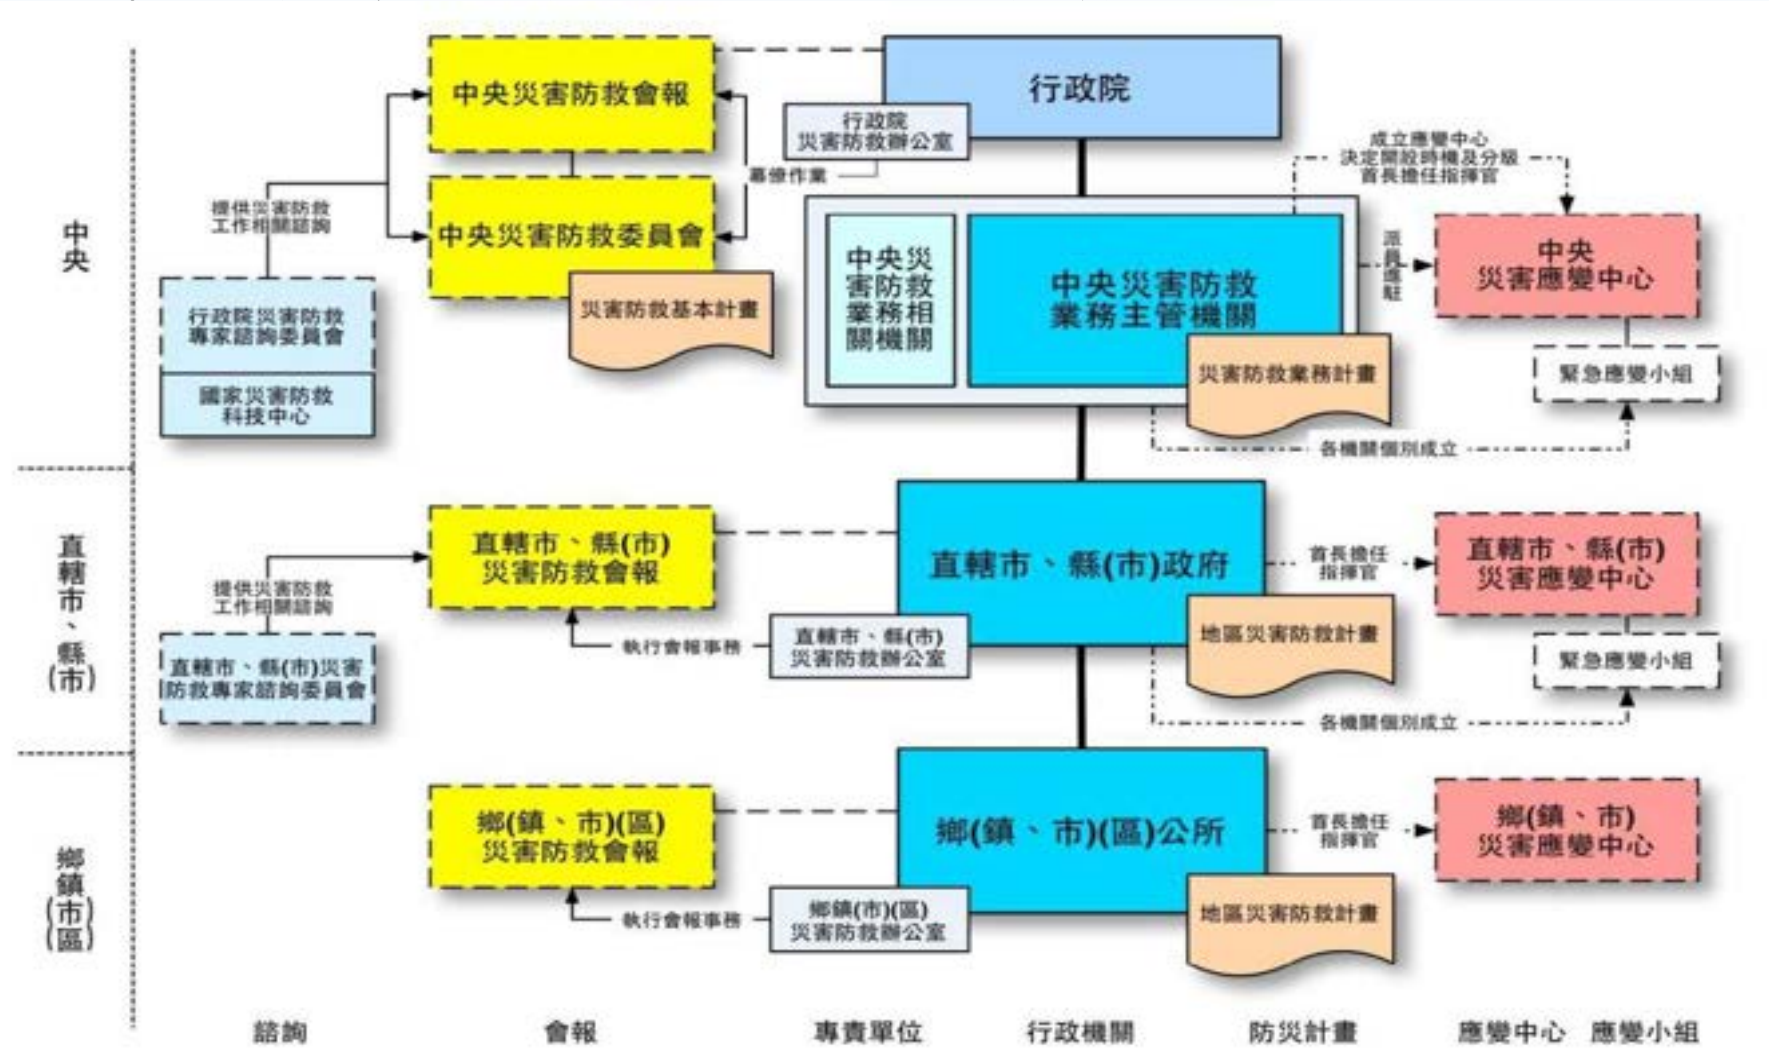 中央災害防救會報
行政院
行政院
災害防救辦公室
成立應變中心
決定開設時機及分級
首長擔任指揮官
幕僚作業
提供災害防救
工作相關諮詢
中央
中央災害防救委員會
中央災
害防救
業務相
關機關
中央災害防救
業務主管機關
派員進駐
中央
災害應變中心
行政院災害防救
專家諮詢委員會
災害防救基本計畫
災害防救業務計畫
緊急應變小組
國家災害防救
科技中心
各機關個別成立
直轄市、縣(市)
直轄市、縣(市)
災害防救會報
直轄市、縣(市)政府
首長擔任
指揮官
直轄市、縣(市)
災害應變中心
提供災害防救
工作相關諮詢
執行會報事務
直轄市、縣(市)
災害防救辦公室
地區災害防救計畫
緊急應變小組
直轄市、縣(市)災害
防救專家諮詢委員會
各機關個別成立
鄉鎮(市)(區)
鄉(鎮、市)(區)
災害防救會報
鄉(鎮、市)(區)公所
首長擔任
指揮官
鄉(鎮、市)
災害應變中心
執行會報事務
鄉鎮(市)(區)
災害防救辦公室
地區災害防救計畫
諮詢
會報
專責單位
行政機關
防災計畫
應變中心
應變小組